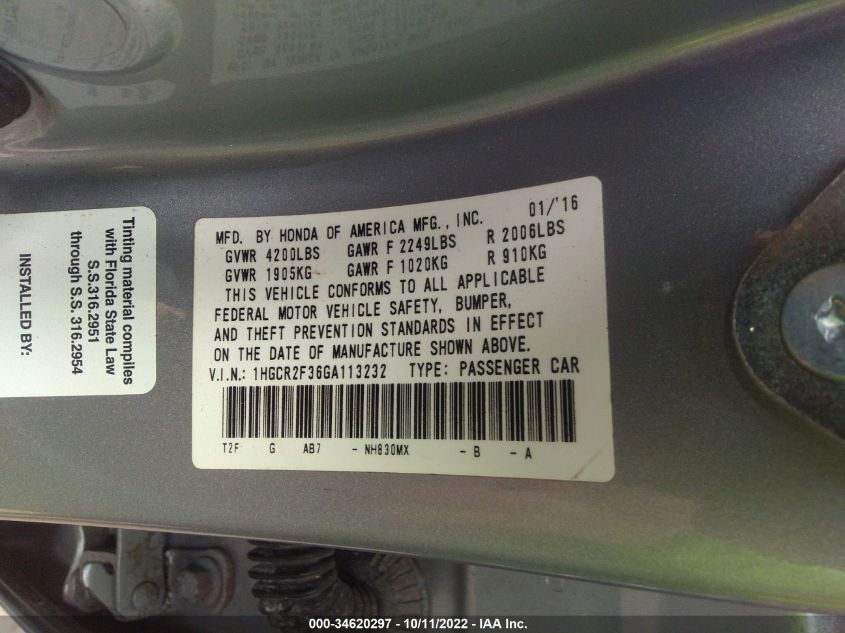 Tinting material compiles
with Florida State Law
S.S.316.2951
through S.S. 316.2954
INSTALLED BY:
MFD. BY HONDA OF AMERICA MFG., INC. 01/'16
GVWR 4200LBS GAWR F 2249LBS R 2006LBS
GVWR 1905KG GAWR F 1020KG R 910KG
THIS VEHICLE CONFORMS TO ALL APPLICABLE
FEDERAL MOTOR VEHICLE SAFETY, BUMPER,
AND THEFT PREVENTION STANDARDS IN EFFECT
ON THE DATE OF MANUFACTURE SHOWN ABOVE.
V.I.N.: 1HGCR2F36GA113232 TYPE: PASSENGER CAR
T2F G AB7 - NH830MX - B - A
000-34620297 - 10/11/2022 - IAA Inc.